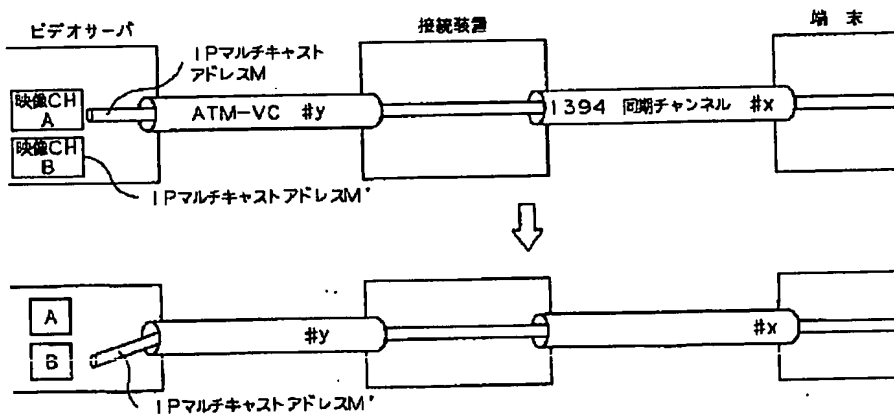 ビデオサーバ
IPマルチキャスト
アドレスM
接続装置
端末
映像CH
A
ATM-VC #y
1394 同期チャンネル #x
映像CH
B
IPマルチキャストアドレスM'
A
B
#y
#x
IPマルチキャストアドレスM'